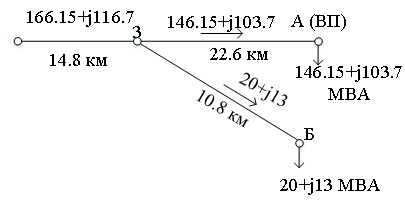 166.15+j116.7
3
146.15+j103.7
А (ВП)
14.8 км
22.6 км
146.15+j103.7
МВА
20+j13
10.8 км
Б
20+j13 МВА